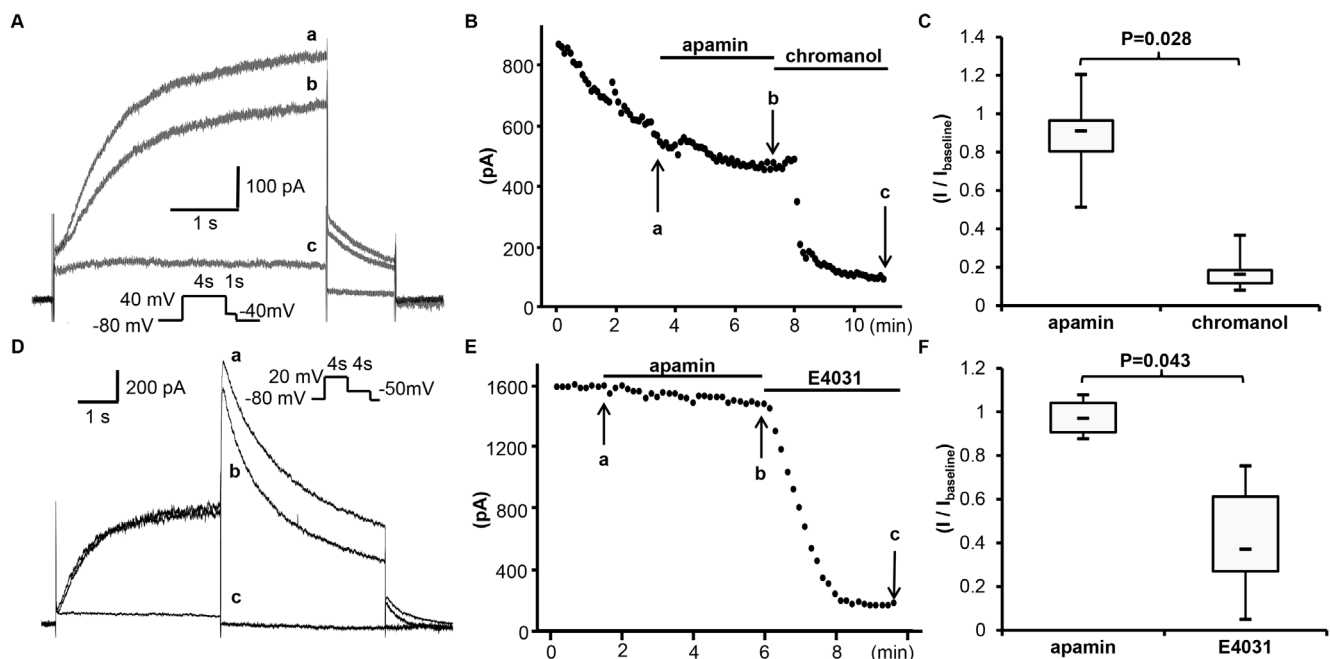 A
a
b
100 pA
1 s
c
4s 1s
40 mV
-40mV
-80 mV
B
apamin
chromanol
800
600
400
200
0
(pA)
a
b
c
0 2 4 6 8 10 (min)
C
P=0.028
1.4
1.2
1
0.8
0.6
0.4
0.2
0
(I / Ibaseline)
apamin chromanol
D
a
200 pA
1 s
4s 4s
20 mV
-50mV
-80 mV
b
c
E
apamin
E4031
1600
1200
800
400
0
(pA)
a
b
c
0 2 4 6 8 (min)
F
P=0.043
1.2
1
0.8
0.6
0.4
0.2
0
(I / Ibaseline)
apamin E4031